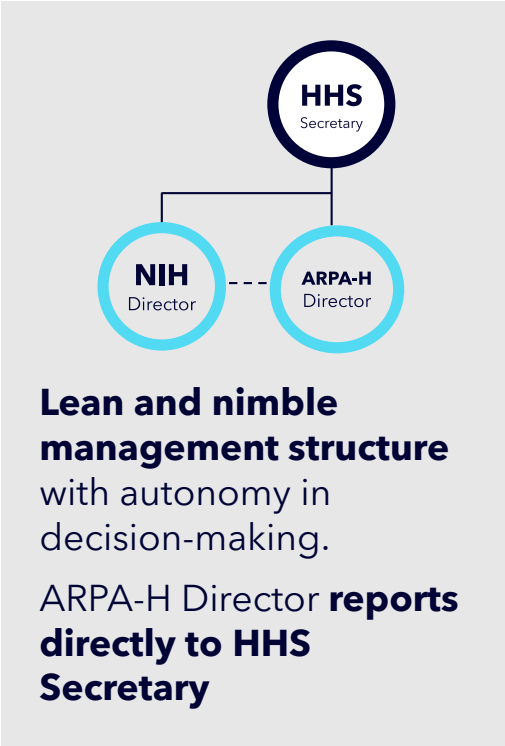 HHS
Secretary
NIH
Director
ARPA-H
Director
Lean and nimble
management structure
with autonomy in
decision-making.
ARPA-H Director reports
directly to HHS
Secretary